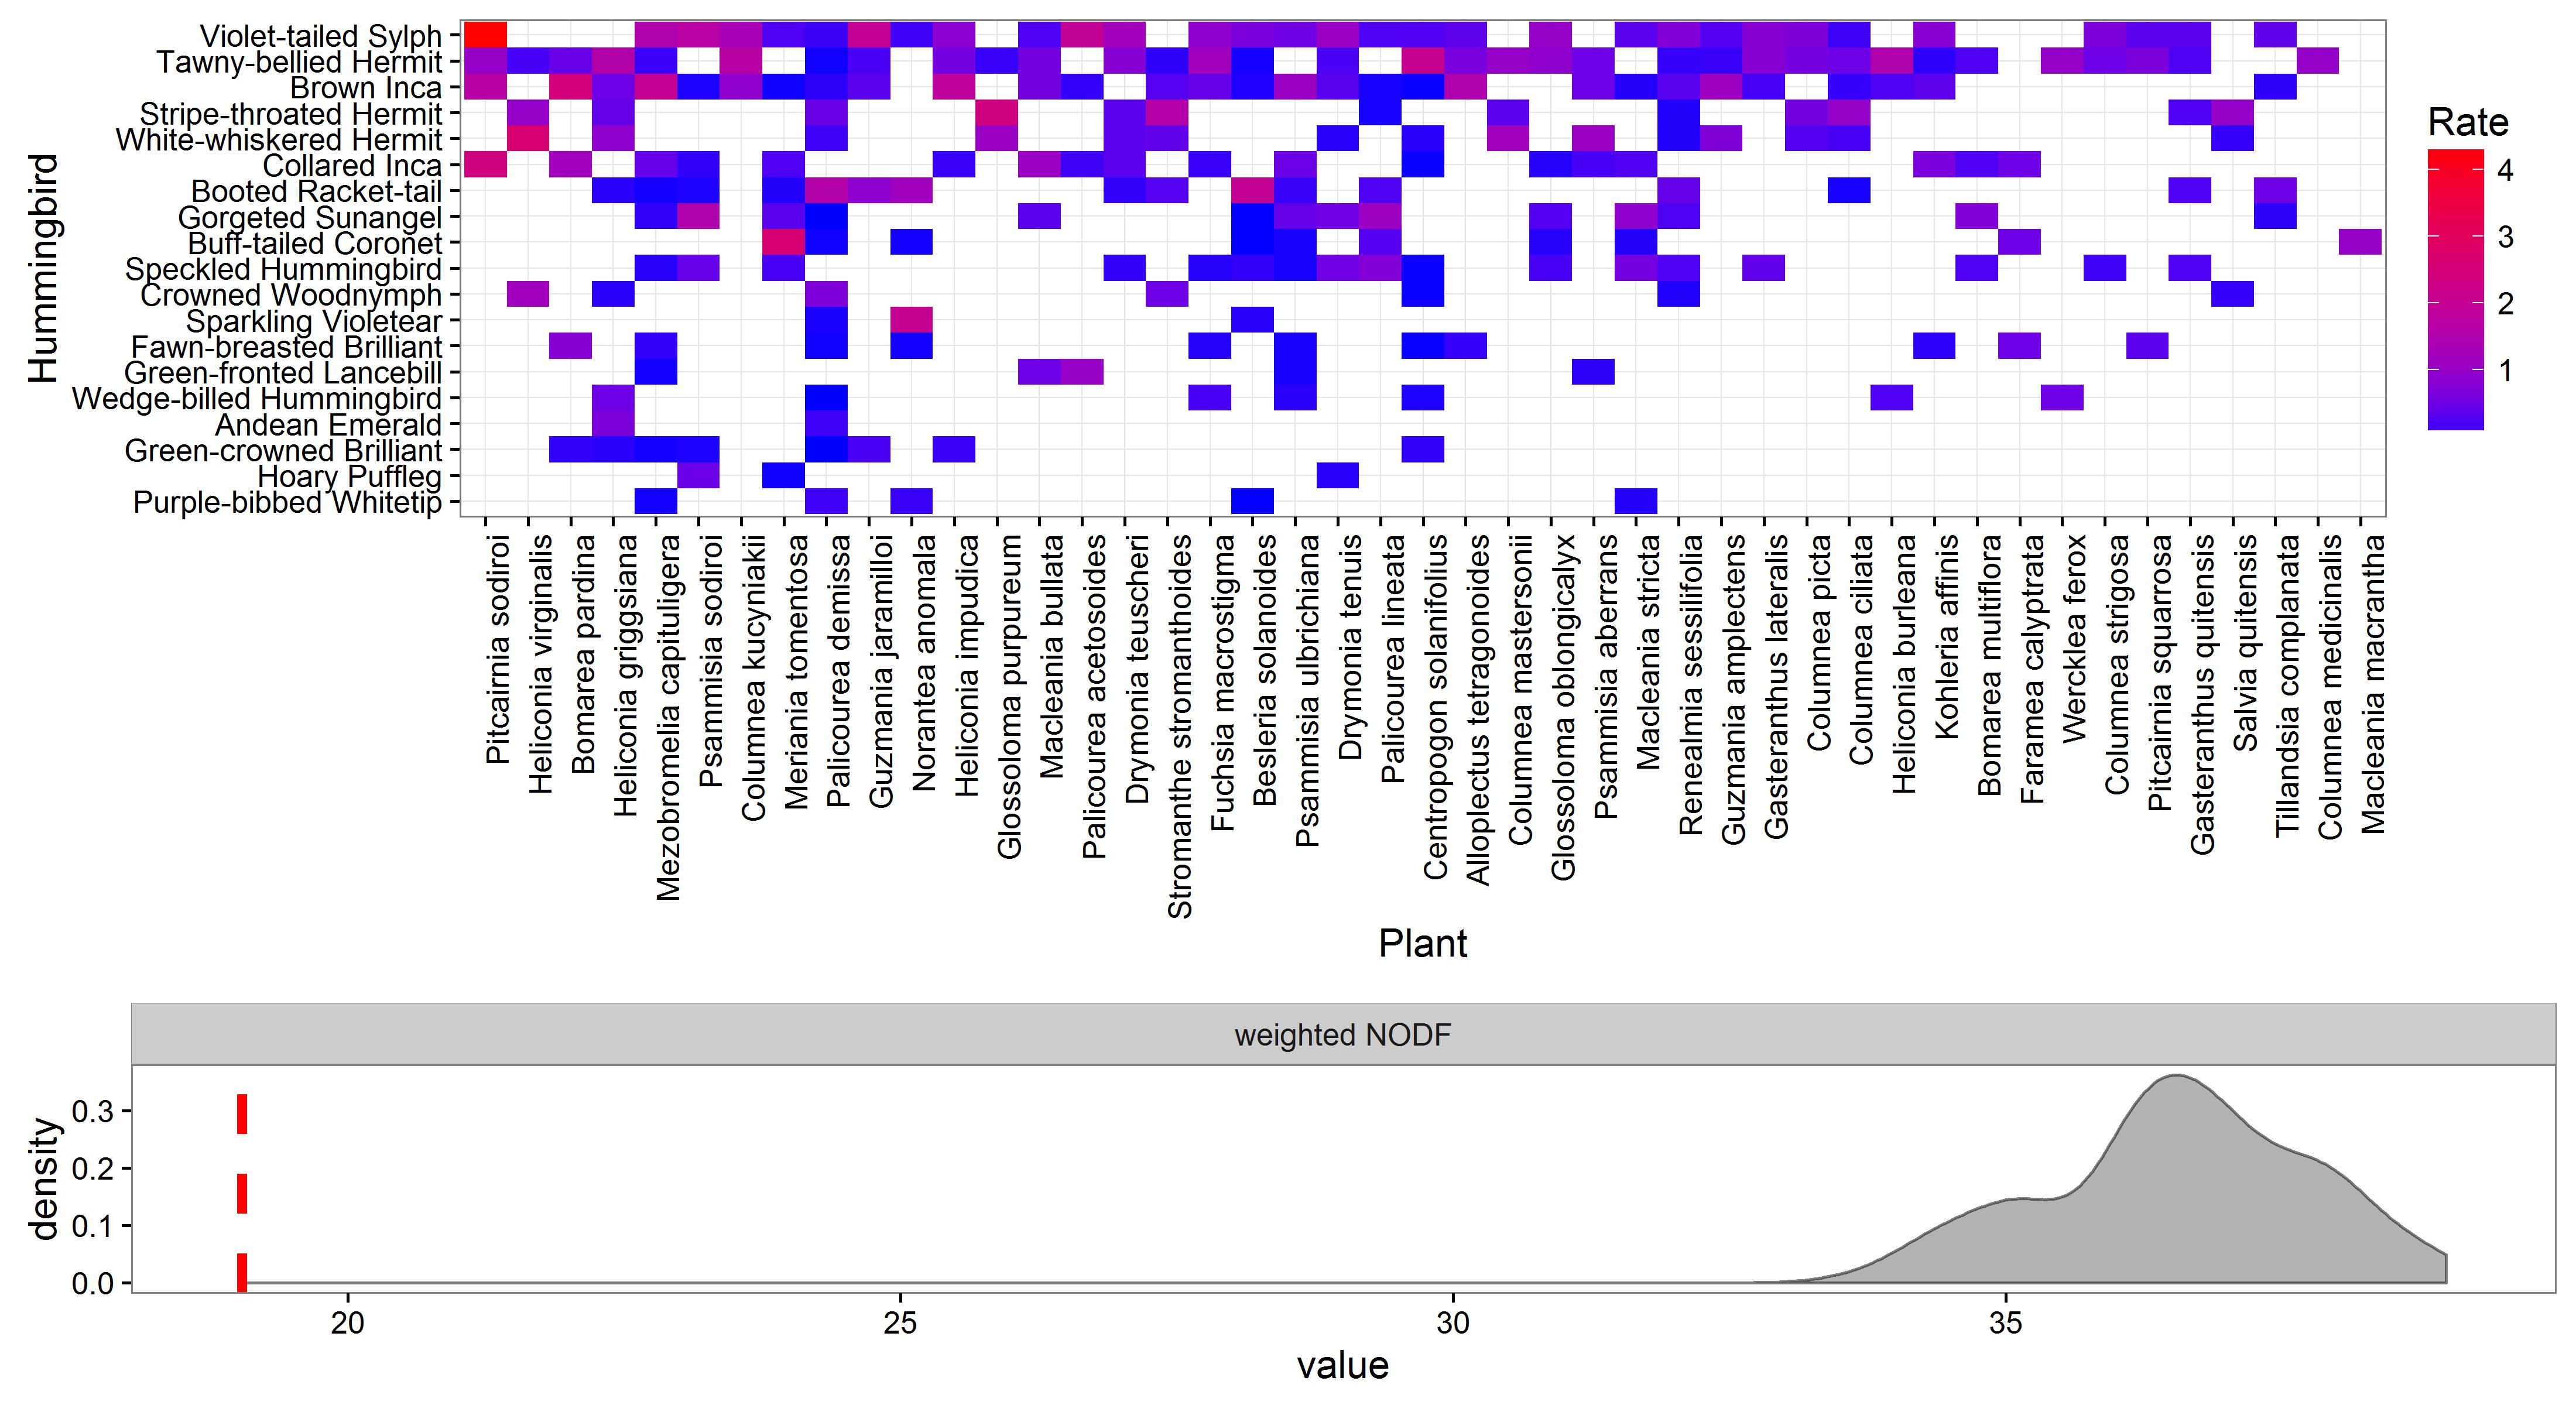 Hummingbird
Violet-tailed Sylph
Tawny-bellied Hermit
Brown Inca
Stripe-throated Hermit
White-whiskered Hermit
Collared Inca
Booted Racket-tail
Gorgeted Sunangel
Buff-tailed Coronet
Speckled Hummingbird
Crowned Woodnymph
Sparkling Violetear
Fawn-breasted Brilliant
Green-fronted Lancebill
Wedge-billed Hummingbird
Andean Emerald
Green-crowned Brilliant
Hoary Puffleg
Purple-bibbed Whitetip
Rate
4
3
2
1
Pitcairnia sodiroi
Heliconia virginalis
Bomarea pardina
Heliconia griggsiana
Mezobromelia capituligera
Psammisia sodiroi
Columnea kucyniakii
Meriania tomentosa
Palicourea demissa
Guzmania jaramilloi
Norantea anomala
Heliconia impudica
Glossoloma purpureum
Macleania bullata
Palicourea acetosoides
Drymonia teuscheri
Stromanthe stromanthoides
Fuchsia macrostigma
Besleria solanoides
Psammisia ulbrichiana
Drymonia tenuis
Palicourea lineata
Centropogon solanifolius
Alloplectus tetragonoides
Columnea mastersonii
Glossoloma oblongicalyx
Psammisia aberrans
Macleania stricta
Renealmia sessilifolia
Guzmania amplectens
Gasteranthus lateralis
Columnea picta
Columnea ciliata
Heliconia burleana
Kohleria affinis
Bomarea multiflora
Faramea calyptrata
Wercklea ferox
Columnea strigosa
Pitcairnia squarrosa
Gasteranthus quitensis
Salvia quitensis
Tillandsia complanata
Columnea medicinalis
Macleania macrantha
Plant
weighted NODF
density
0.3
0.2
0.1
0.0
20
25
30
35
value